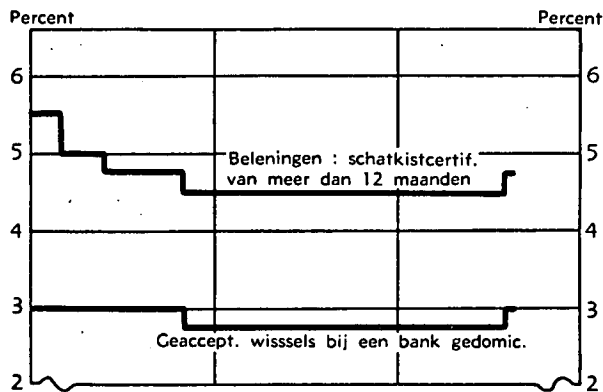 Percent Percent
6 6
5 5
Beleningen : schatkistcertif.
van meer dan 12 maanden
4 4
3 3
Geaccept. wisssels bij een bank gedomic.
2 2